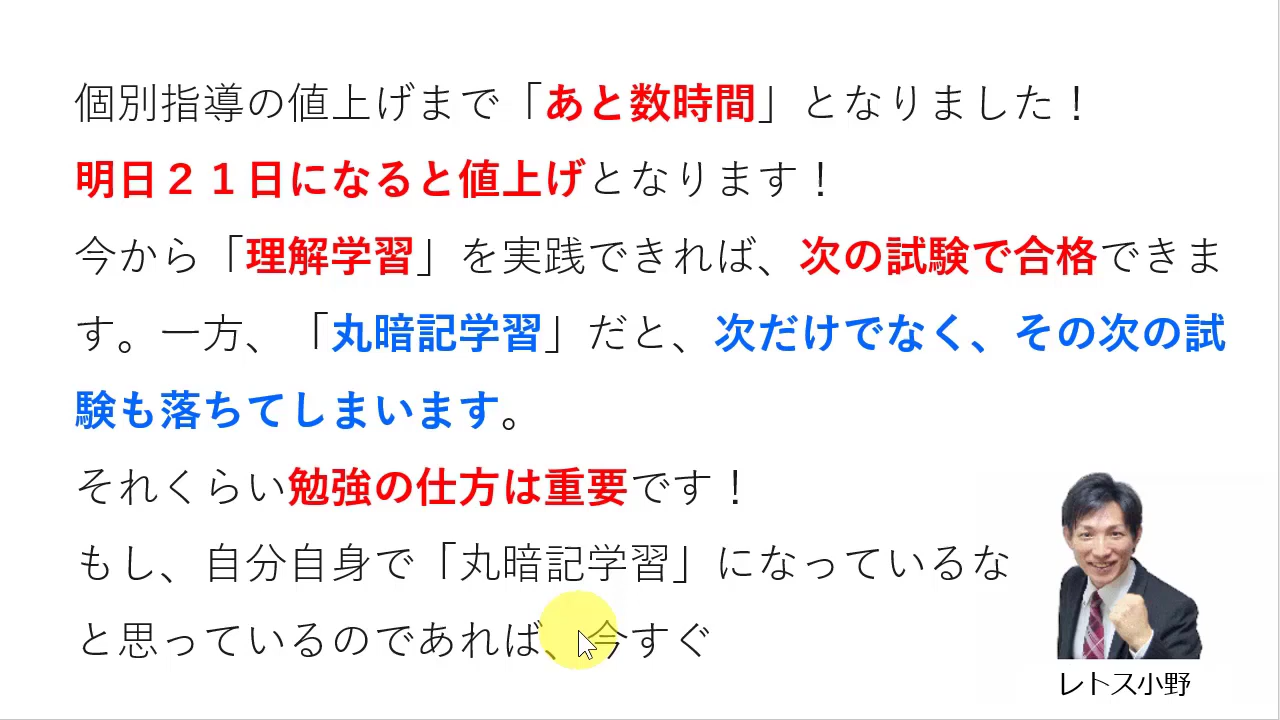 個別指導の値上げまで「あと数時間」となりました！
明日２１日になると値上げとなります！
今から「理解学習」を実践できれば、次の試験で合格できま
す。一方、「丸暗記学習」だと、次だけでなく、その次の試
験も落ちてしまいます。
それくらい勉強の仕方は重要です！
もし、自分自身で「丸暗記学習」になっているな
と思っているのであれば、今すぐ
レトス小野